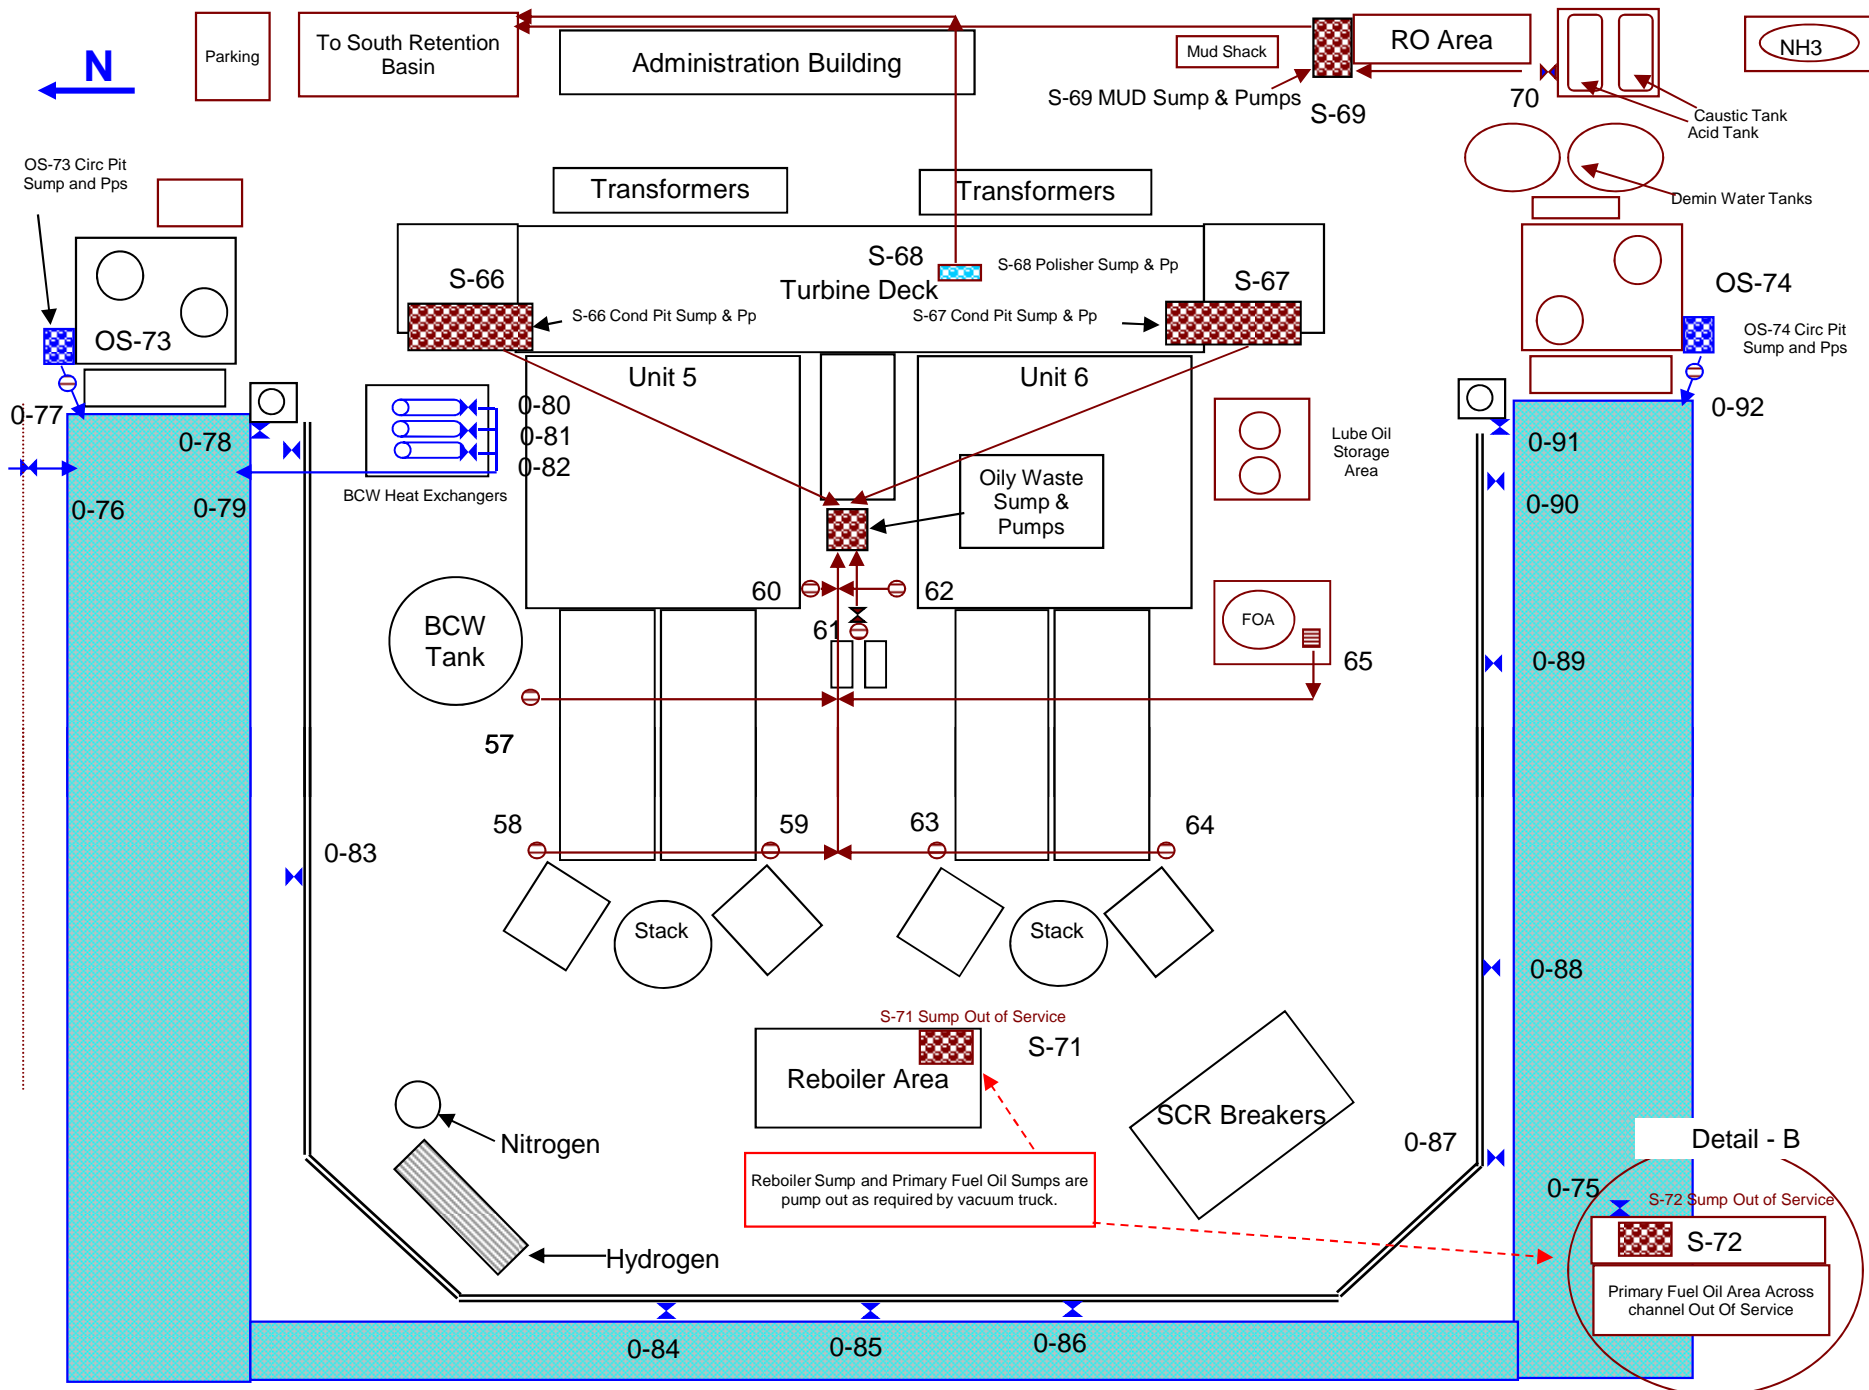 N
Parking
To South Retention
Basin
Administration Building
Mud Shack
RO Area
NH3
S-69 MUD Sump & Pumps
S-69
70
Caustic Tank
Acid Tank
OS-73 Circ Pit
Sump and Pps
Transformers
Transformers
Demin Water Tanks
S-66
S-68
Turbine Deck
S-68 Polisher Sump & Pp
S-67
OS-74
S-66 Cond Pit Sump & Pp
S-67 Cond Pit Sump & Pp
OS-73
OS-74 Circ Pit
Sump and Pps
Unit 5
Unit 6
0-77
0-78
0-80
0-81
0-82
BCW Heat Exchangers
0-76
0-79
Oily Waste
Sump &
Pumps
Lube Oil
Storage
Area
0-92
0-91
0-90
60
62
61
BCW
Tank
FOA
65
0-89
57
58
59
63
64
0-83
Stack
Stack
0-88
S-71 Sump Out of Service
S-71
Reboiler Area
SCR Breakers
Nitrogen
0-87
Detail - B
Reboiler Sump and Primary Fuel Oil Sumps are
pump out as required by vacuum truck.
0-75
S-72 Sump Out of Service
S-72
Hydrogen
Primary Fuel Oil Area Across
channel Out Of Service
0-84
0-85
0-86